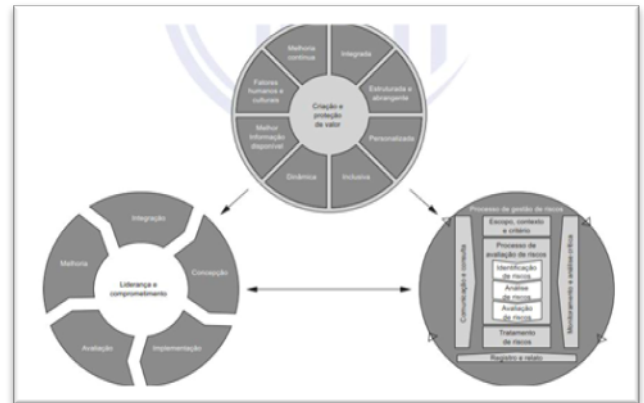 Melhoria
contínua
Integrada
Fatores
humanos e
culturais
Estruturada e
abrangente
Criação e
proteção
de valor
Melhor
informação
disponível
Personalizada
Dinâmica
Inclusiva
Integração
Melhoria
Concepção
Liderança e
comprometimento
Avaliação
Implementação
Processo de gestão de riscos
Escopo, contexto
e critério
Comunicação e consulta
Processo de
avaliação de riscos
Identificação
de riscos
Análise
de riscos
Avaliação
de riscos
Monitoramento e análise crítica
Tratamento
de riscos
Registro e relato